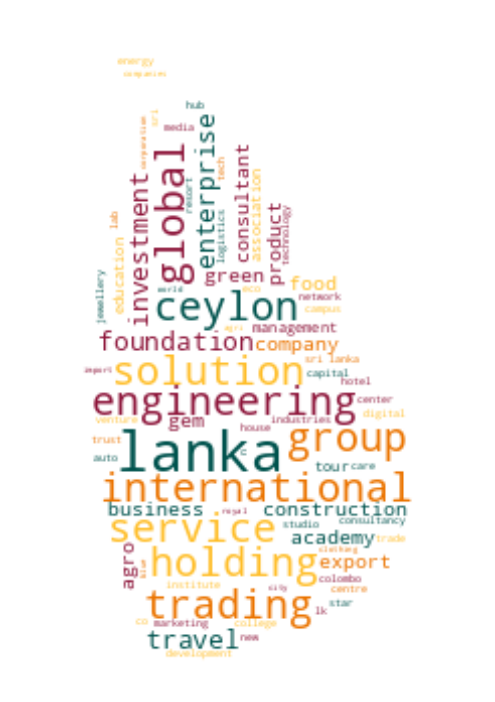 energy
companies
hub
sri
media
corporation
global
enterprise
tech
consultant
association
investment
resort
logistics
product
technology
lab
education
jewellery
green
food
world
eco
network
ceylon
campus
agri
management
foundation
company
sri lanka
solution
capital
import
hotel
engineering
center
venture
gem
industries
digital
house
trust
lanka
group
c
auto
tour
care
international
business
royal
construction
service
studio
consultancy
academy
trade
agro
blue
holding
clothing
export
institute
colombo
city
centre
trading
star
lk
co
marketing
college
travel
new
development